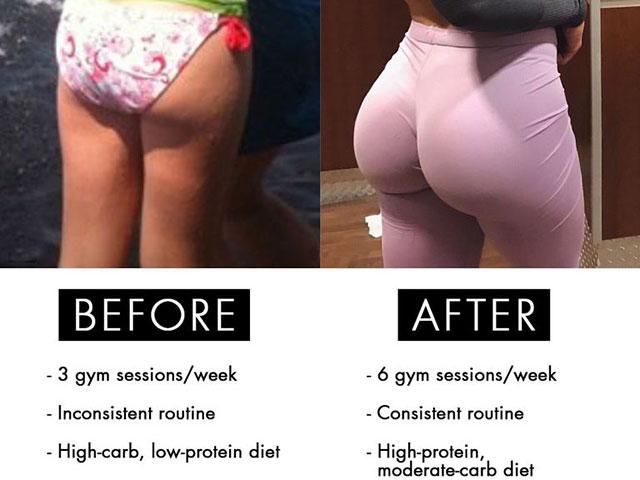 BEFORE
AFTER
- 3 gym sessions/week
- Inconsistent routine
- High-carb, low-protein diet
- 6 gym sessions/week
- Consistent routine
- High-protein,
moderate-carb diet